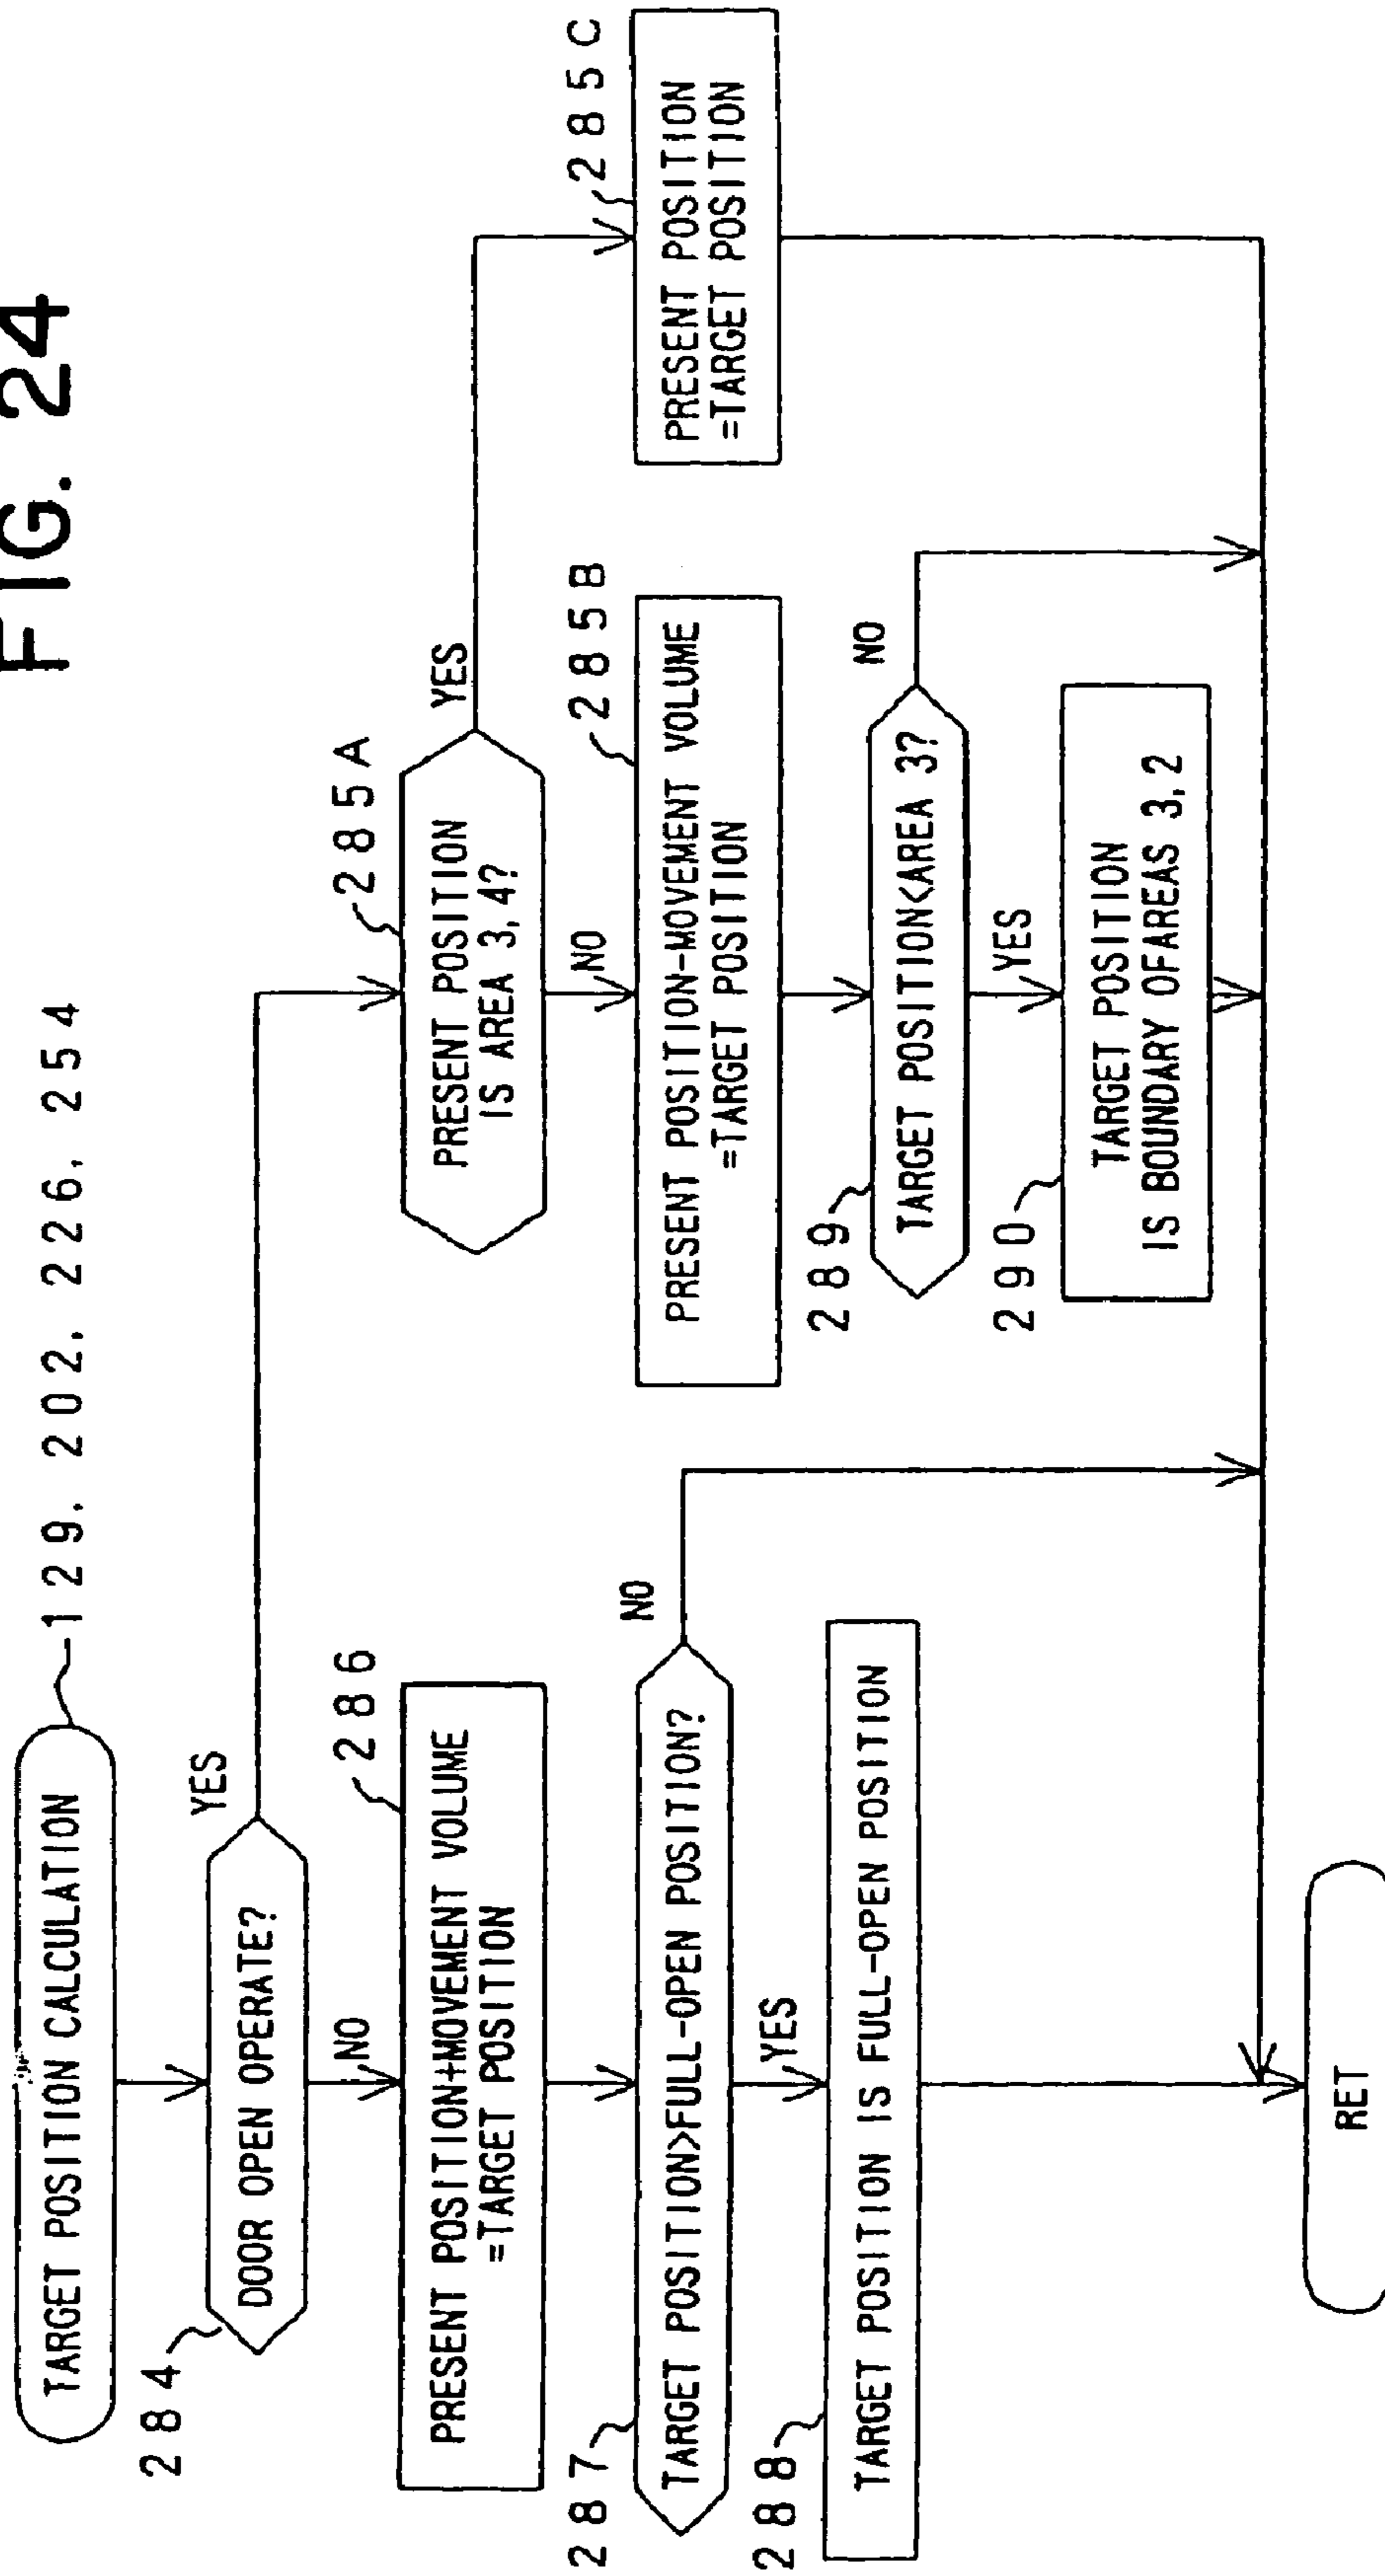 FIG. 24
TARGET POSITION CALCULATION
129, 202, 226, 254
284
DOOR OPEN OPERATE?
YES
NO
286
PRESENT POSITION+MOVEMENT VOLUME
=TARGET POSITION
287
TARGET POSITION>FULL-OPEN POSITION?
NO
YES
288
TARGET POSITION IS FULL-OPEN POSITION
285A
PRESENT POSITION
IS AREA 3,4?
YES
NO
285B
PRESENT POSITION-MOVEMENT VOLUME
=TARGET POSITION
289
TARGET POSITION<AREA 3?
NO
YES
290
TARGET POSITION
IS BOUNDARY OFAREAS 3,2
285C
PRESENT POSITION
=TARGET POSITION
RET